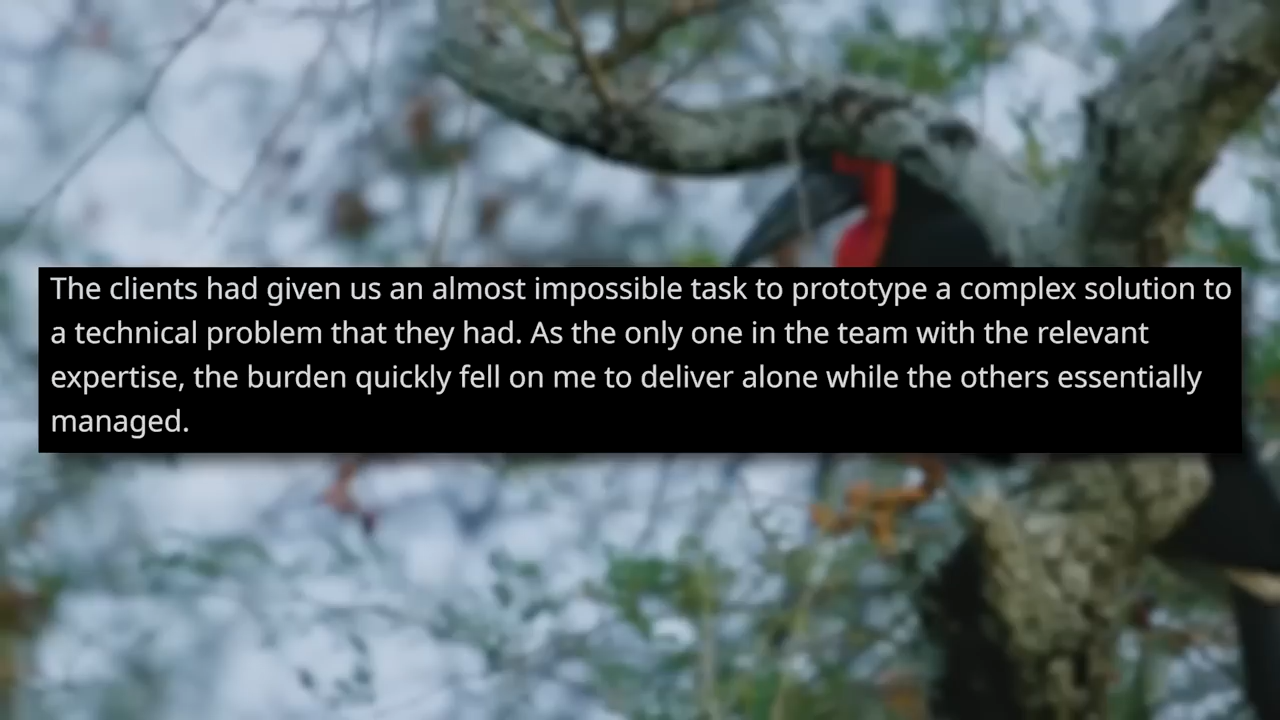 The clients had given us an almost impossible task to prototype a complex solution to
a technical problem that they had. As the only one in the team with the relevant
expertise, the burden quickly fell on me to deliver alone while the others essentially
managed.